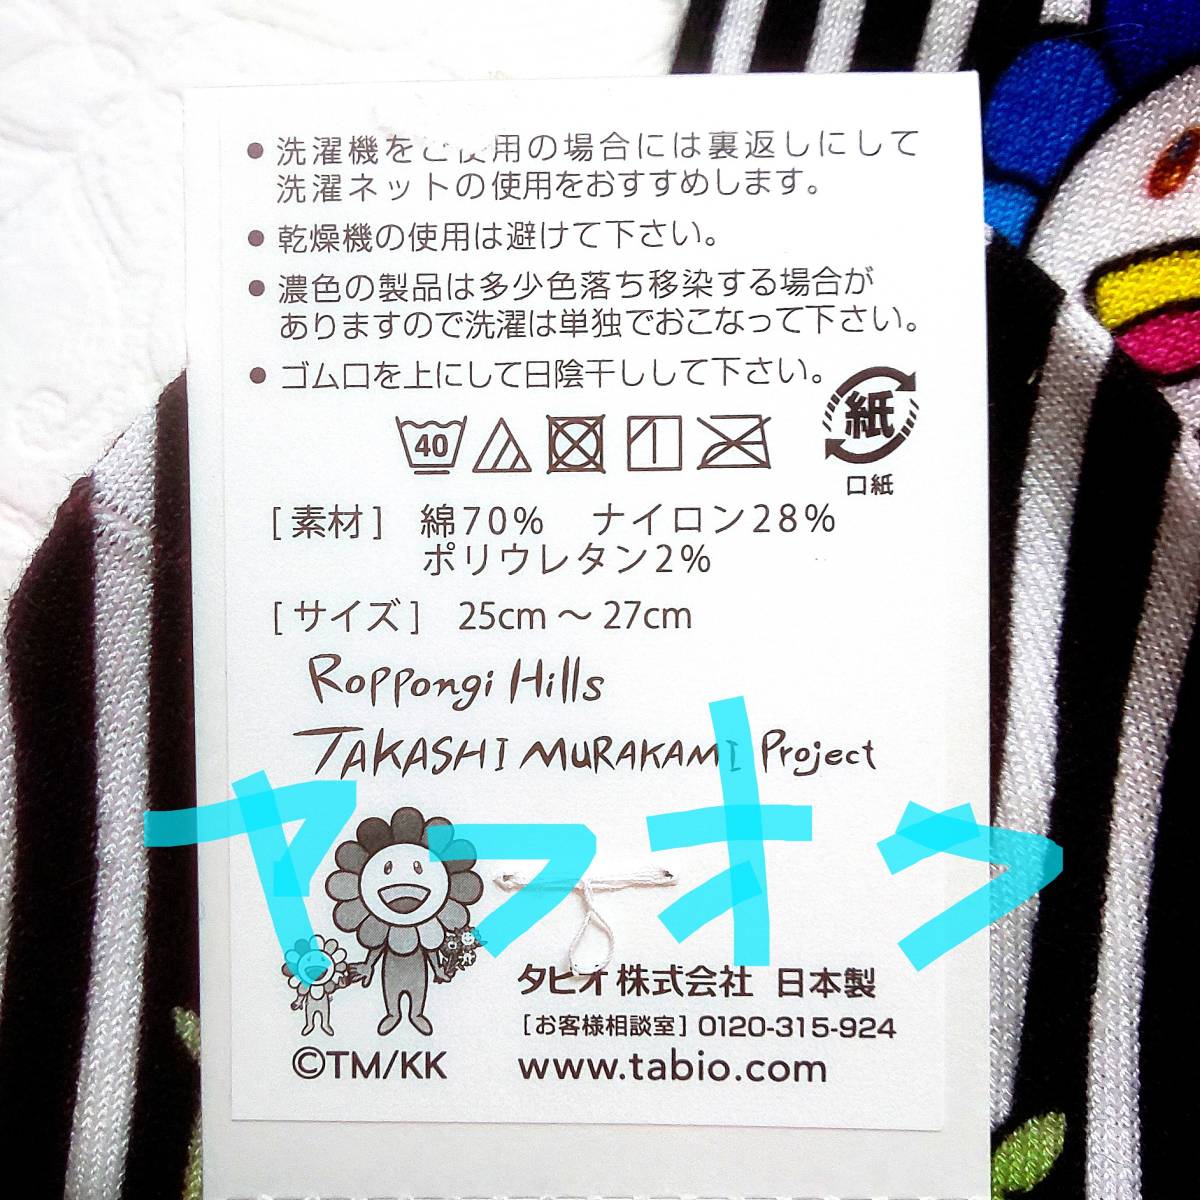 ● 洗濯機をご使用の場合には裏返しにして
洗濯ネットの使用をおすすめします。
● 乾燥機の使用は避けて下さい。
● 濃色の製品は多少色落ち移染する場合が
ありますので洗濯は単独でおこなって下さい。
● ゴム口を上にして日陰干しして下さい。
40
紙
口紙
[素材] 綿70% ナイロン28%
ポリウレタン2%
[サイズ] 25cm〜27cm
Roppongi Hills
TAKASHI MURAKAMI Project
ヤフオク
タビオ株式会社 日本製
[お客様相談室] 0120-315-924
©TM/KK
www.tabio.com